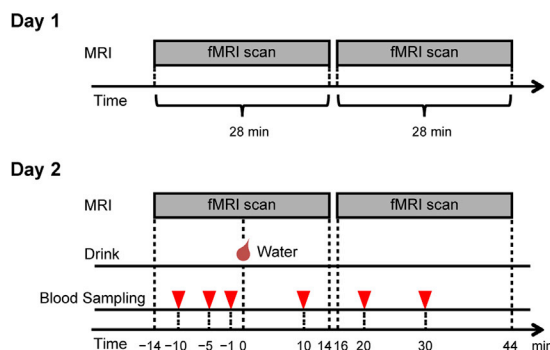 Day 1
MRI fMRI scan fMRI scan
Time
28 min 28 min
Day 2
MRI fMRI scan fMRI scan
Drink Water
Blood Sampling
Time −14 −10 −5 −1 0 10 14 16 20 30 44 min